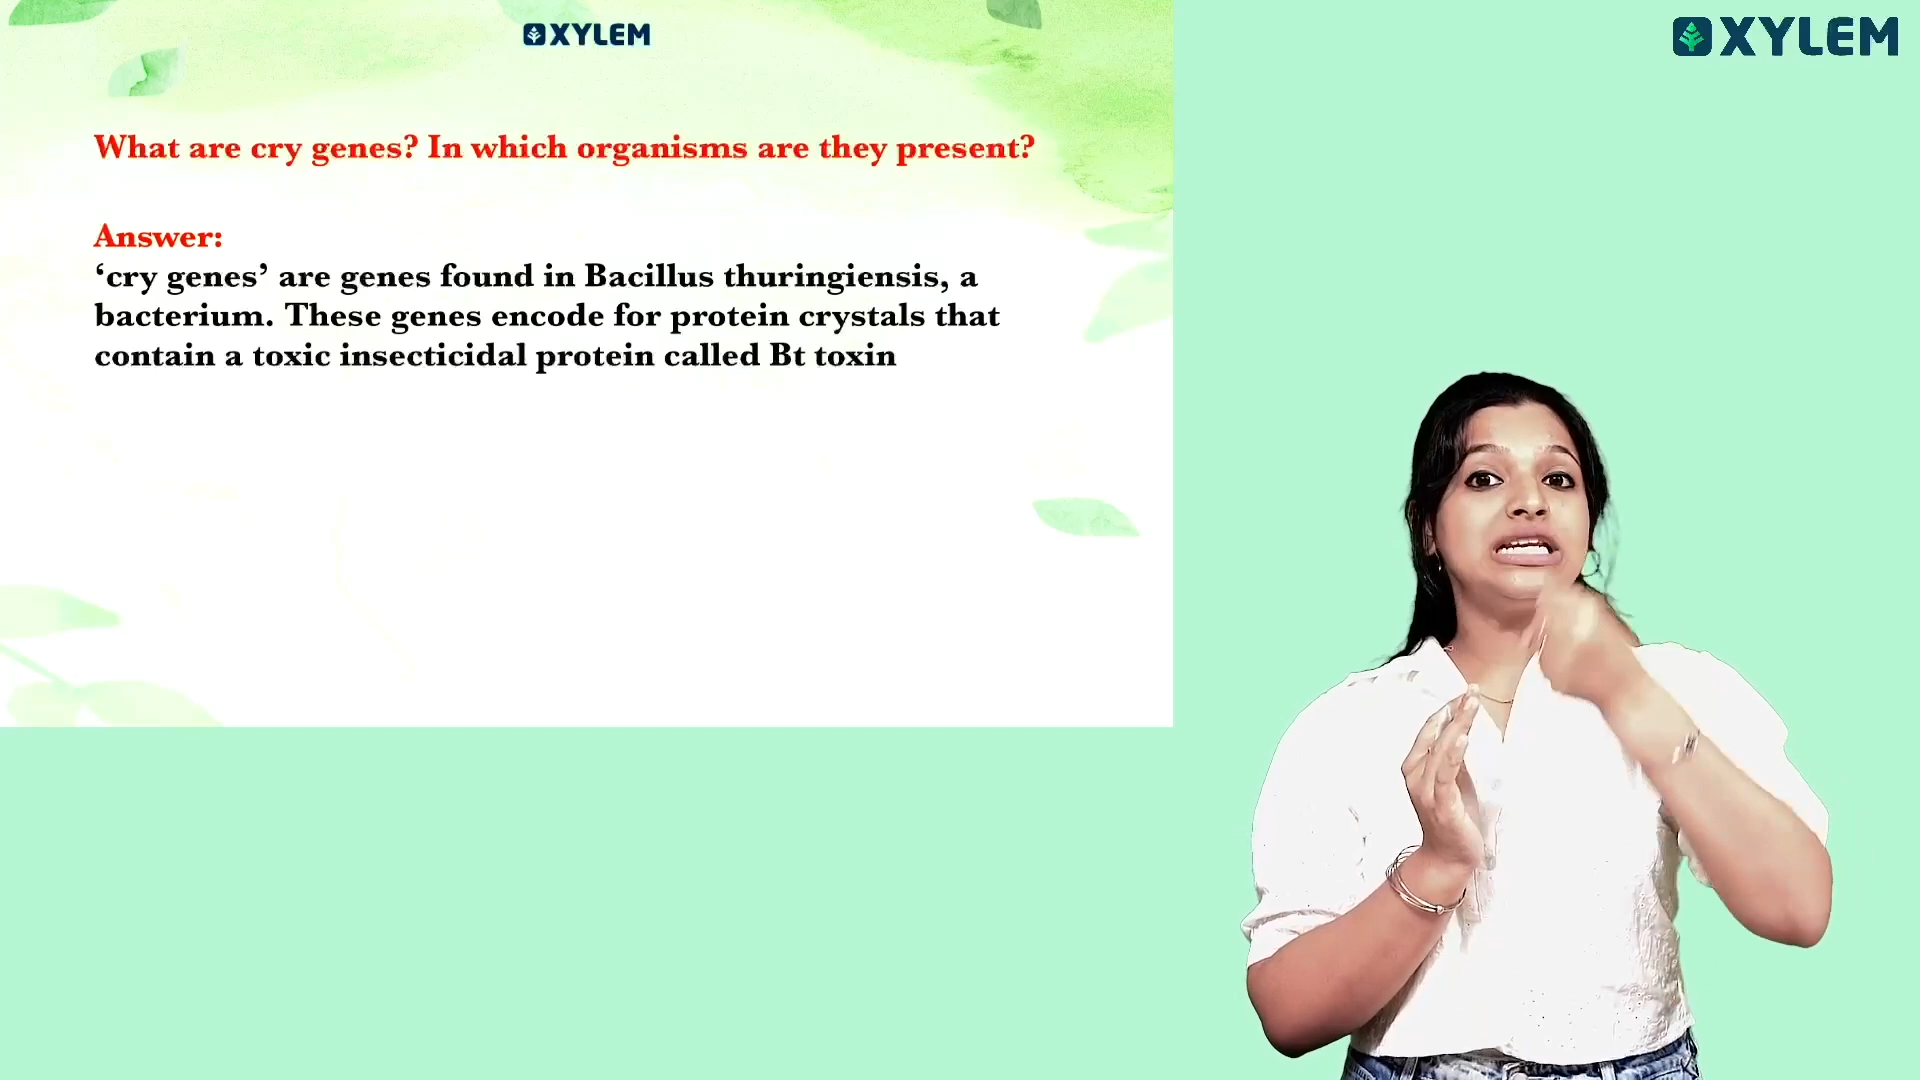 XYLEM
XYLEM
What are cry genes? In which organisms are they present?
Answer:
‘cry genes’ are genes found in Bacillus thuringiensis, a
bacterium. These genes encode for protein crystals that
contain a toxic insecticidal protein called Bt toxin